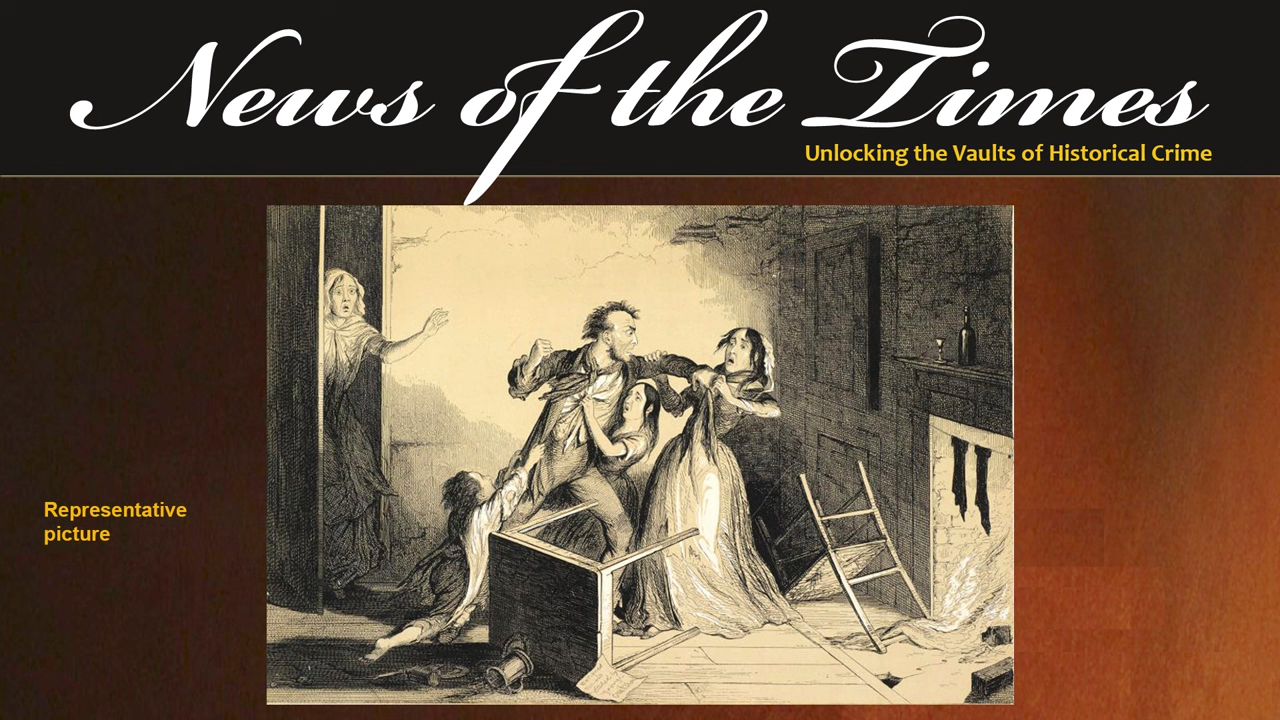 News of the Times
Unlocking the Vaults of Historical Crime
Representative
picture